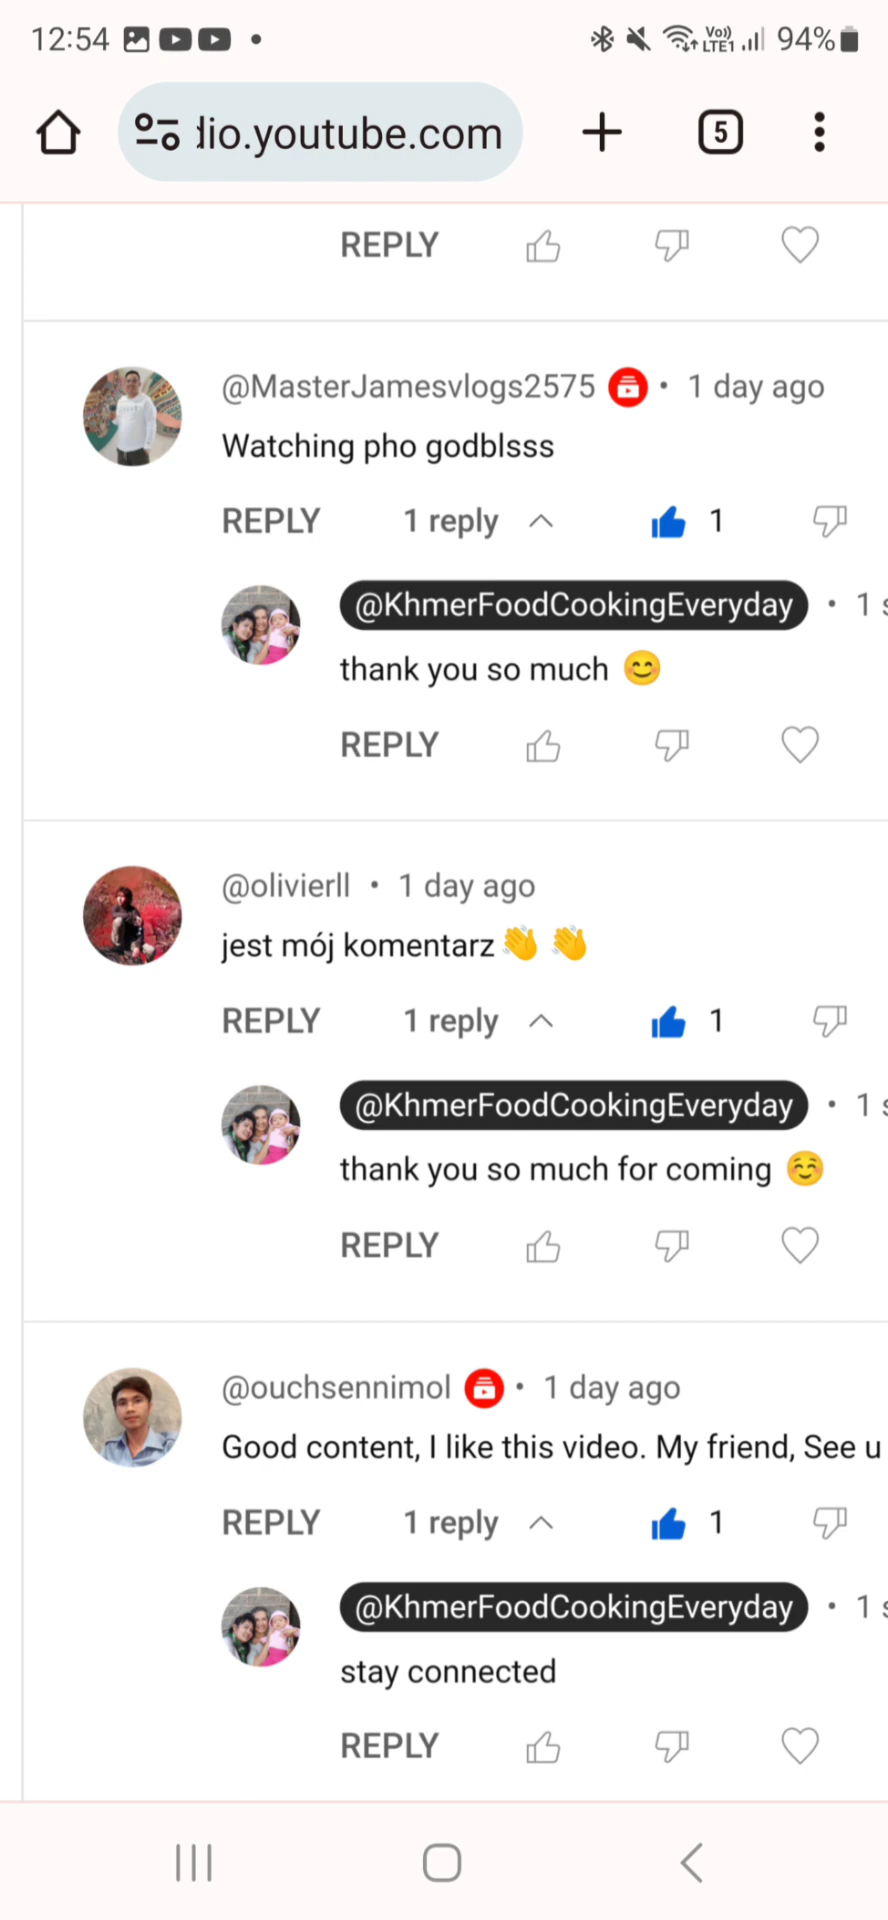 12:54
Vo))
LTE1
94%
dio.youtube.com
5
REPLY
@MasterJamesvlogs2575 • 1 day ago
Watching pho godblsss
REPLY 1 reply 1
@KhmerFoodCookingEveryday • 1 s
thank you so much 😊
REPLY
@olivierll • 1 day ago
jest mój komentarz 👋 👋
REPLY 1 reply 1
@KhmerFoodCookingEveryday • 1 s
thank you so much for coming ☺️
REPLY
@ouchsennimol • 1 day ago
Good content, I like this video. My friend, See u
REPLY 1 reply 1
@KhmerFoodCookingEveryday • 1 s
stay connected
REPLY